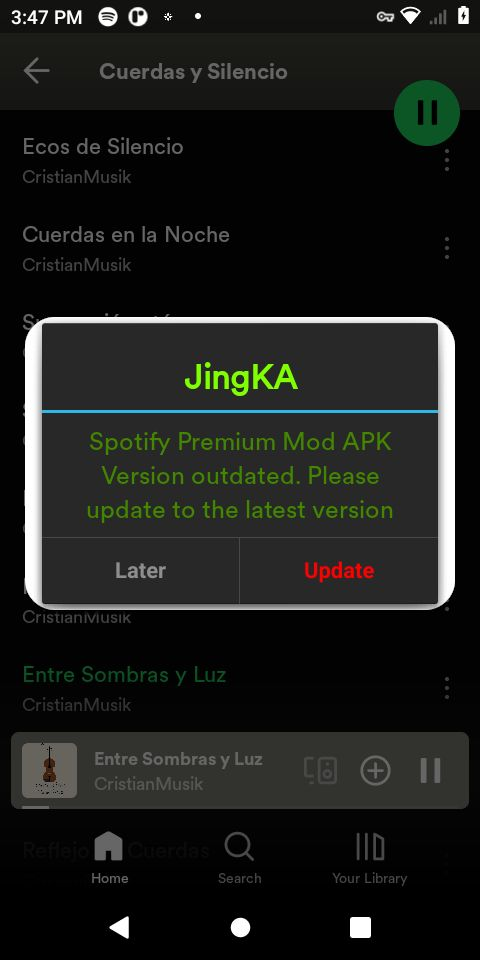 3:47 PM
Cuerdas y Silencio
Ecos de Silencio
CristianMusik
Cuerdas en la Noche
CristianMusik
JingKA
Spotify Premium Mod APK
Version outdated. Please
update to the latest version
Later
Update
CristianMusik
Entre Sombras y Luz
CristianMusik
Entre Sombras y Luz
CristianMusik
Reflejo Cuerdas
Home
Search
Your Library